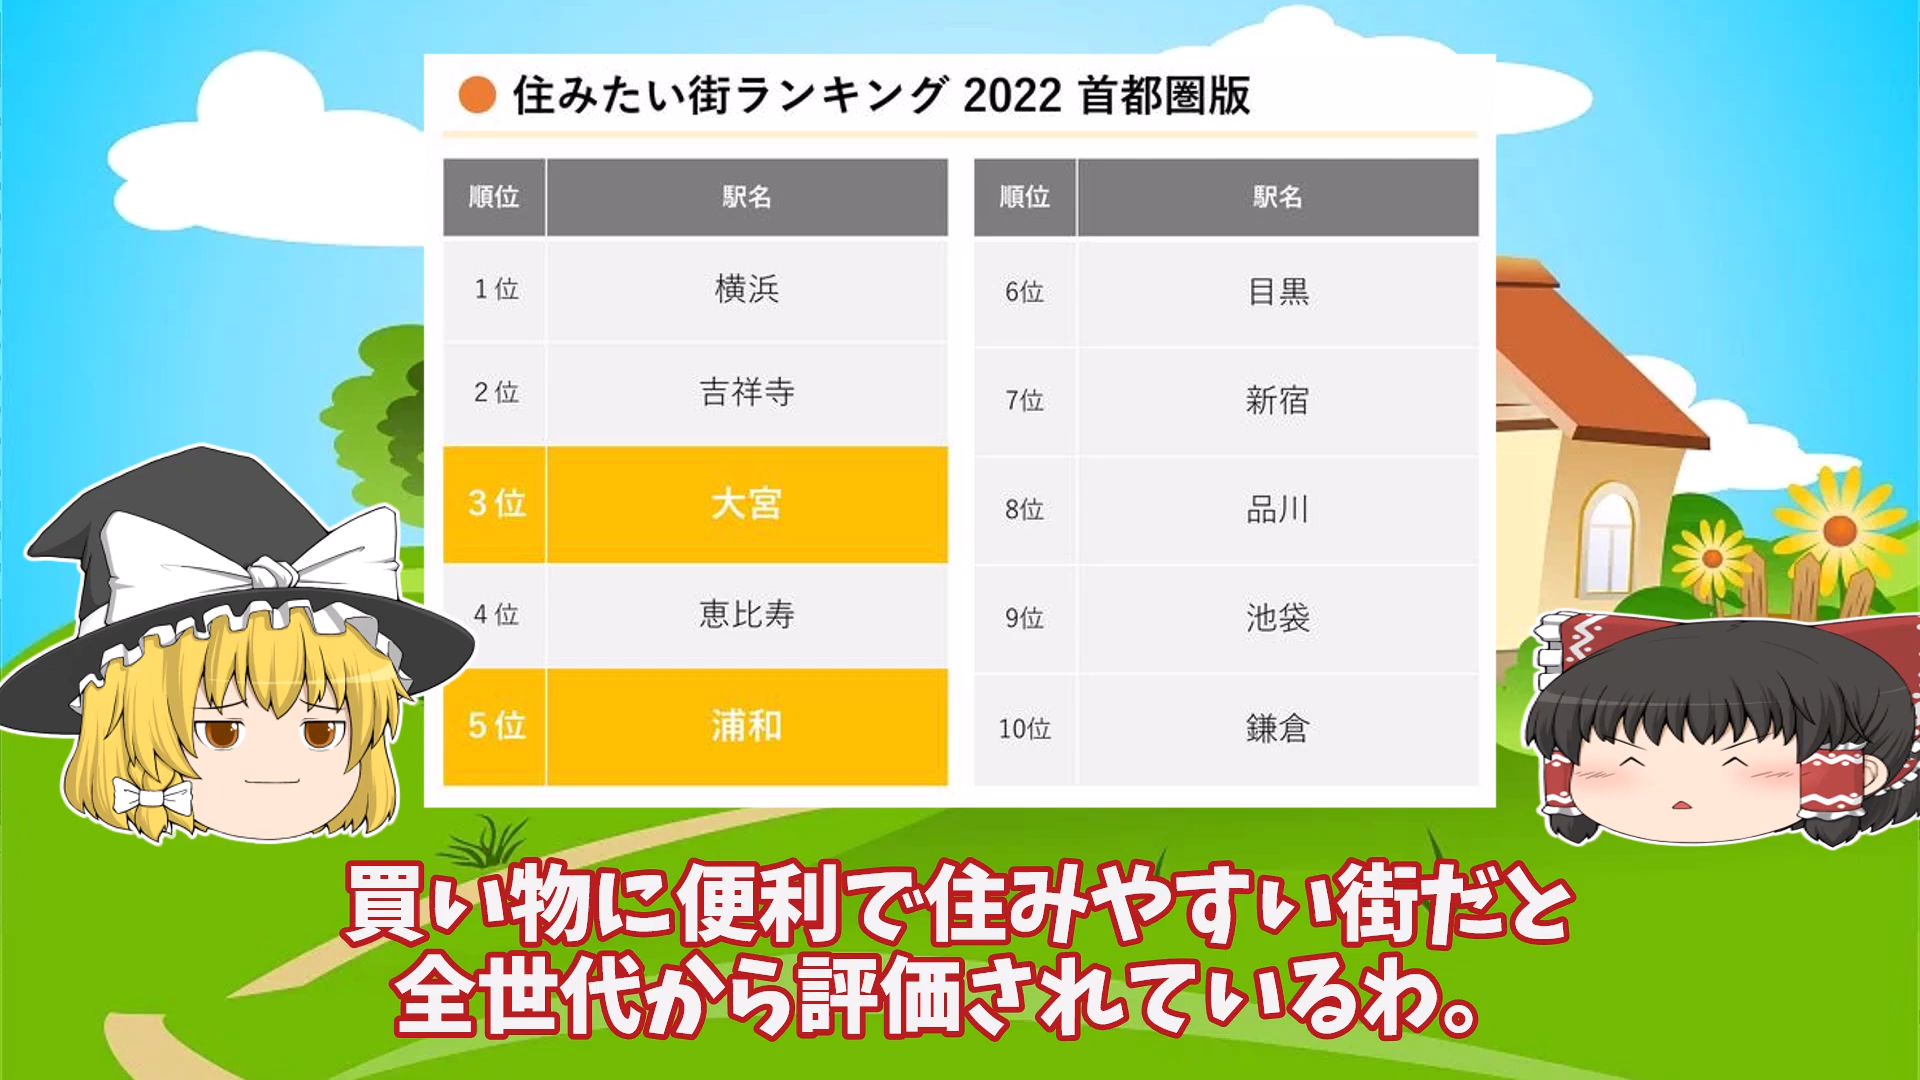 住みたい街ランキング 2022 首都圏版
順位 駅名
1位 横浜
2位 吉祥寺
3位 大宮
4位 恵比寿
5位 浦和
順位 駅名
6位 目黒
7位 新宿
8位 品川
9位 池袋
10位 鎌倉
買い物に便利で住みやすい街だと
全世代から評価されているわ。